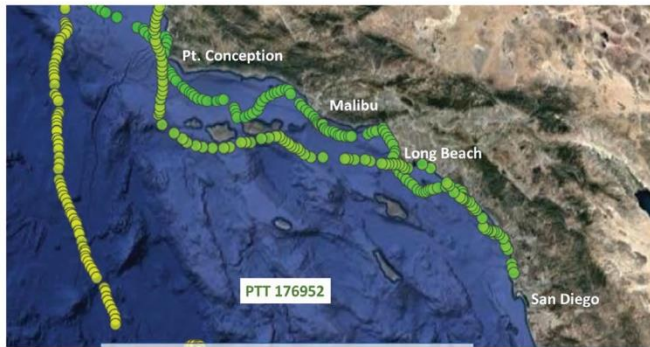 Pt. Conception
Malibu
Long Beach
PTT 176952
San Diego